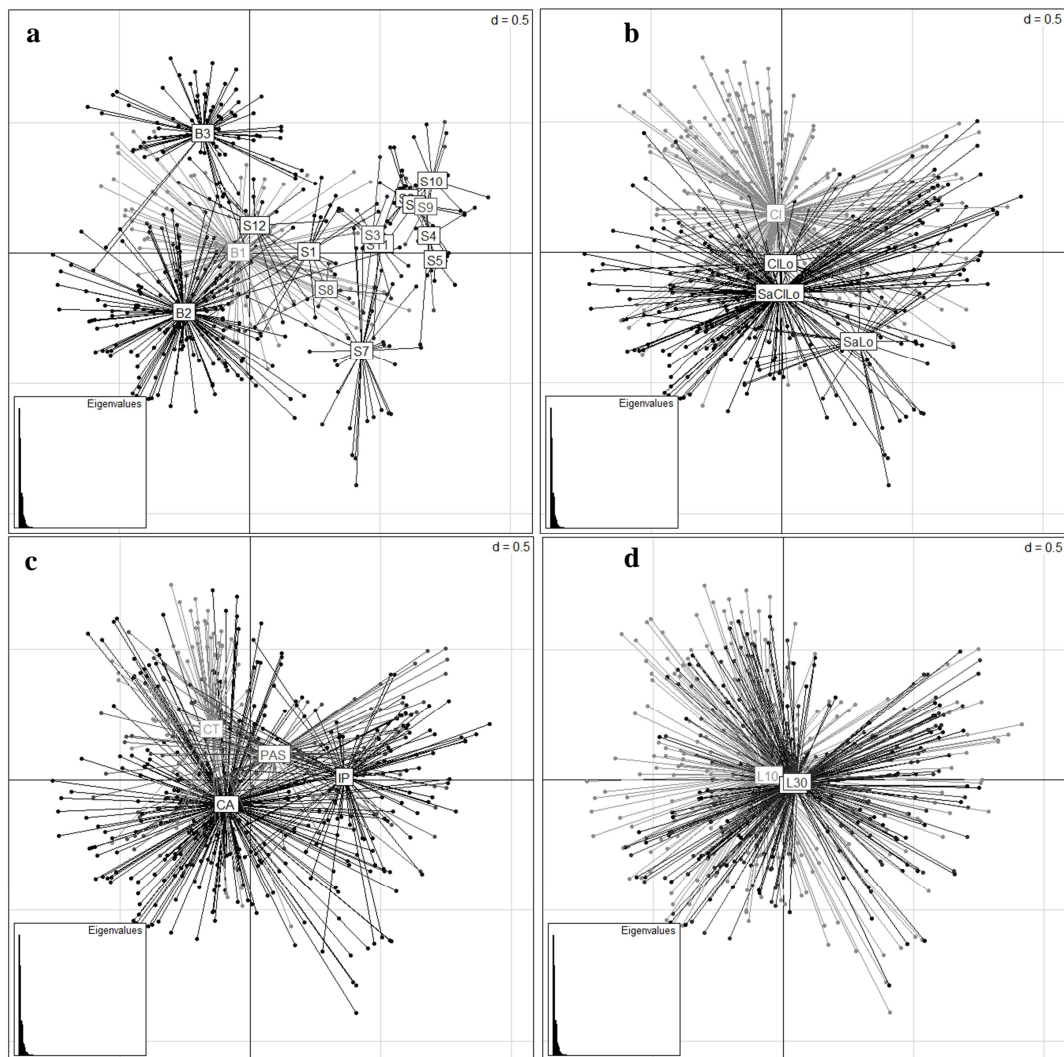 a
d = 0.5
B3
S10
S9
S12
S3
S4
B1
S1
S5
S8
B2
S7
Eigenvalues
b
d = 0.5
Cl
ClLo
SaClLo
SaLo
Eigenvalues
c
d = 0.5
CT
PAS
IP
CA
Eigenvalues
d
d = 0.5
L10
L30
Eigenvalues